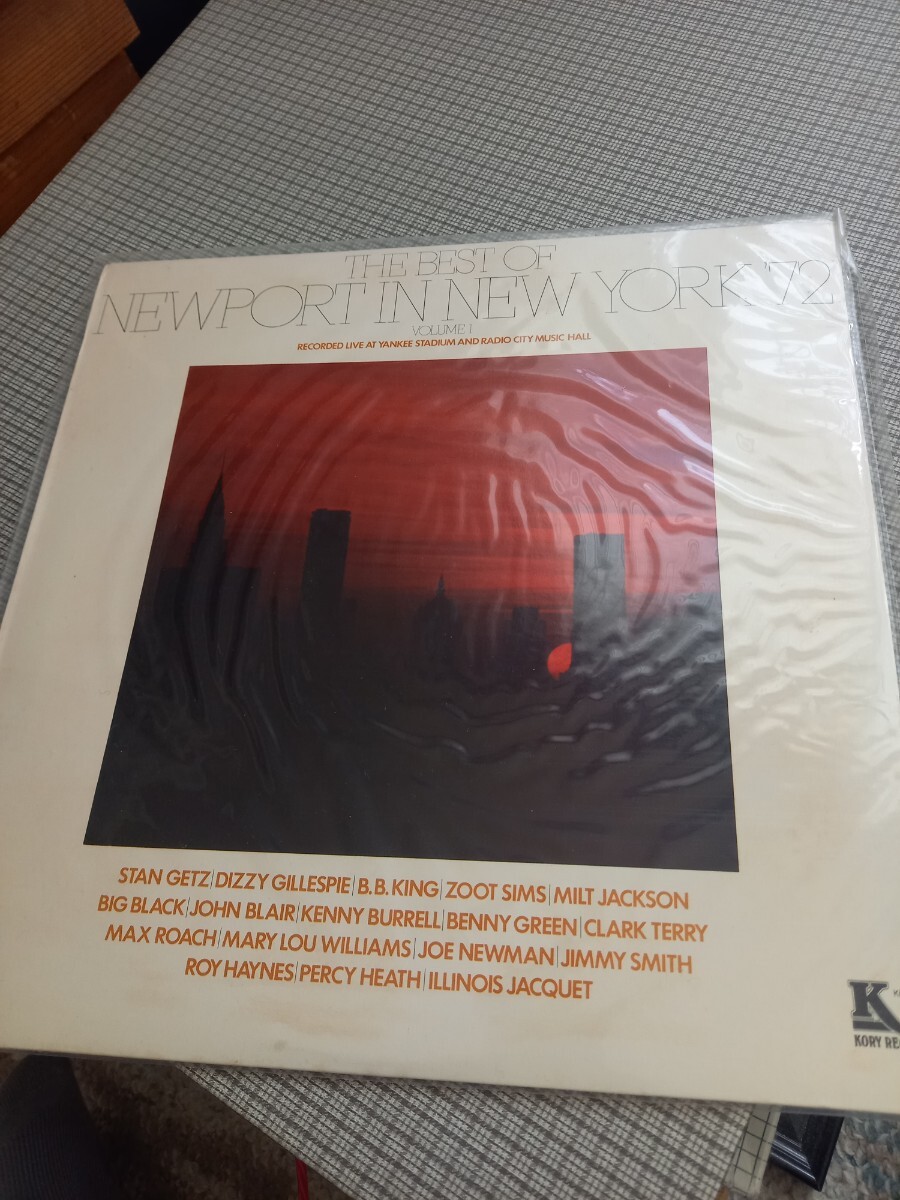 THE BEST OF
NEWPORT IN NEW YORK '72
VOLUME 1
RECORDED LIVE AT YANKEE STADIUM AND RADIO CITY MUSIC HALL
STAN GETZ|DIZZY GILLESPIE|B.B. KING|ZOOT SIMS|MILT JACKSON
BIG BLACK|JOHN BLAIR|KENNY BURRELL|BENNY GREEN|CLARK TERRY
MAX ROACH|MARY LOU WILLIAMS|JOE NEWMAN|JIMMY SMITH
ROY HAYNES|PERCY HEATH|ILLINOIS JACQUET
K
KORY